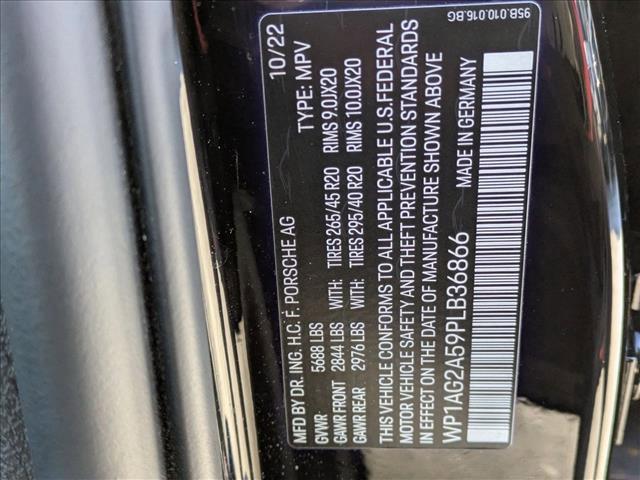 95B.010.016.BG
MFD BY DR. ING. H.C. F. PORSCHE AG 10/22
GVWR 5688 LBS TYPE: MPV
GAWR FRONT 2844 LBS WITH: TIRES 265/45 R20 RIMS 9.0JX20
GAWR REAR 2976 LBS WITH: TIRES 295/40 R20 RIMS 10.0JX20
THIS VEHICLE CONFORMS TO ALL APPLICABLE U.S. FEDERAL
MOTOR VEHICLE SAFETY AND THEFT PREVENTION STANDARDS
IN EFFECT ON THE DATE OF MANUFACTURE SHOWN ABOVE
WP1AG2A59PLB36866 MADE IN GERMANY